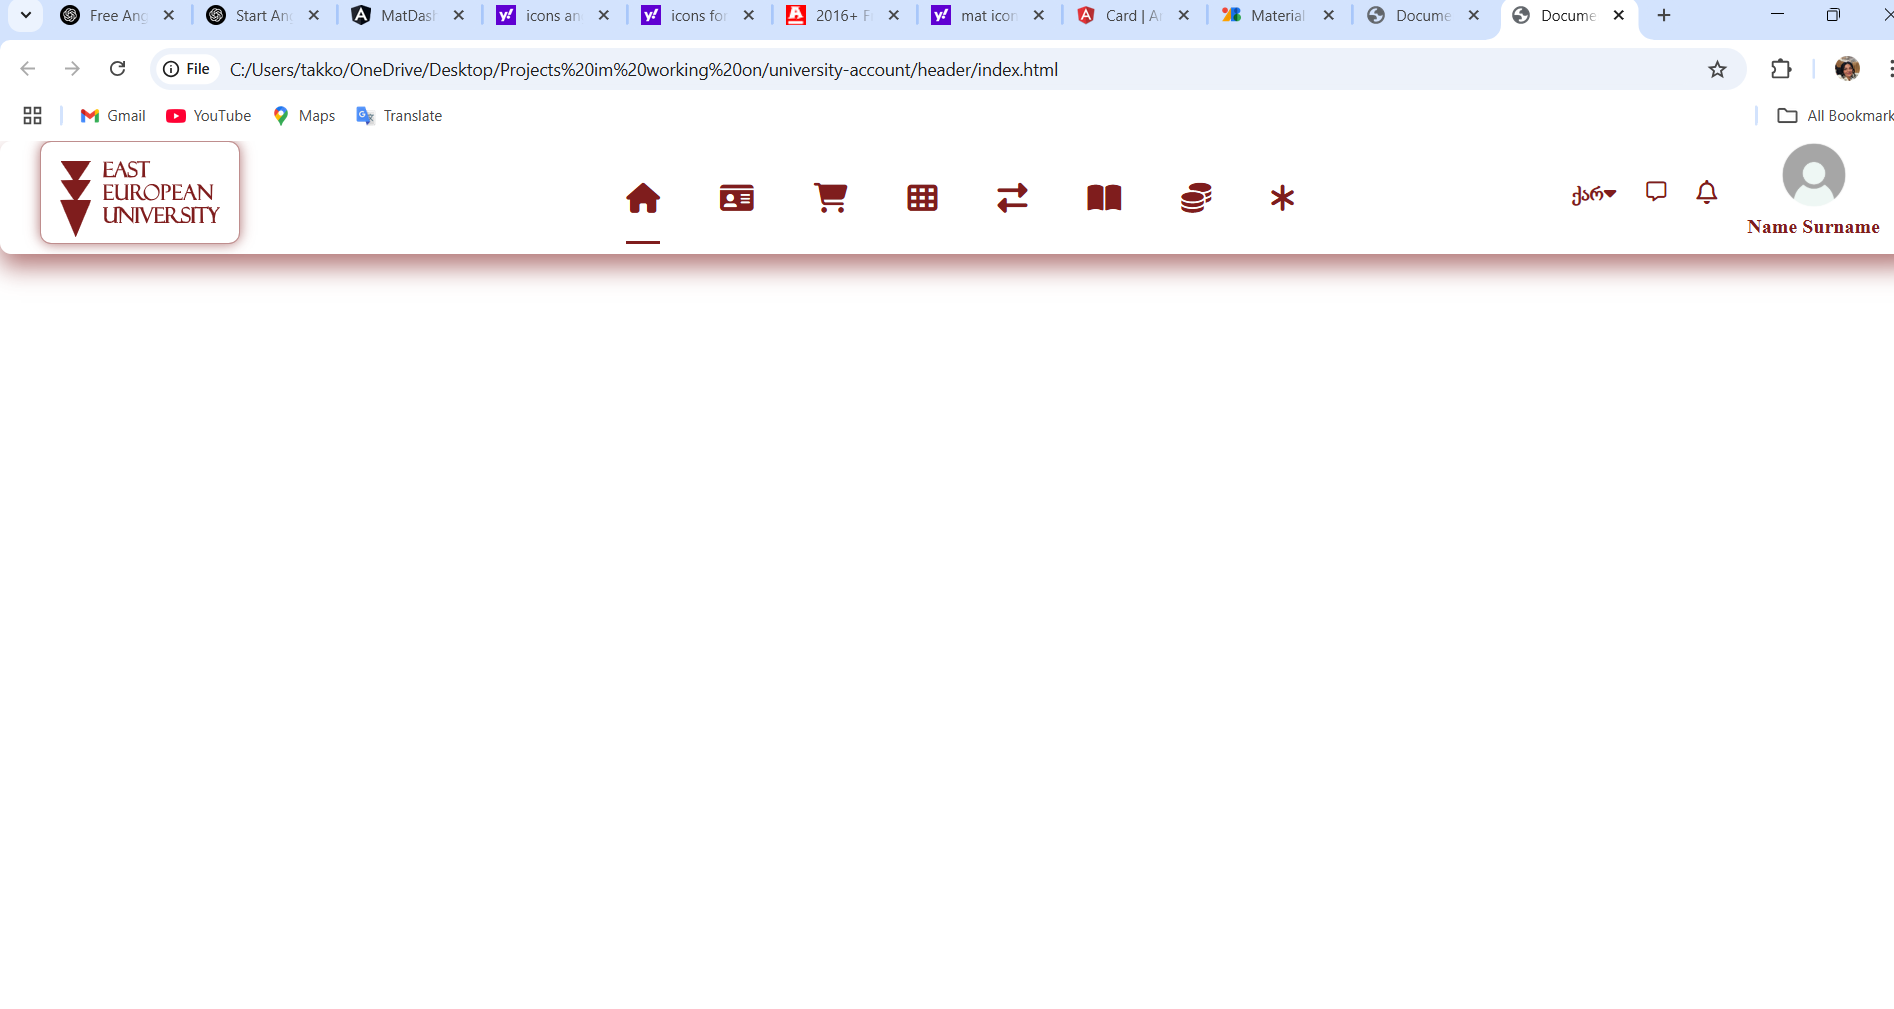 Free Ang
Start Ang
MatDash
icons an
icons for
2016+ F
mat icon
Card | A
Material
Docume
Docume
File
C:/Users/takko/OneDrive/Desktop/Projects%20im%20working%20on/university-account/header/index.html
Gmail
YouTube
Maps
Translate
All Bookmark
EAST
EUROPEAN
UNIVERSITY
ქარ
Name Surname